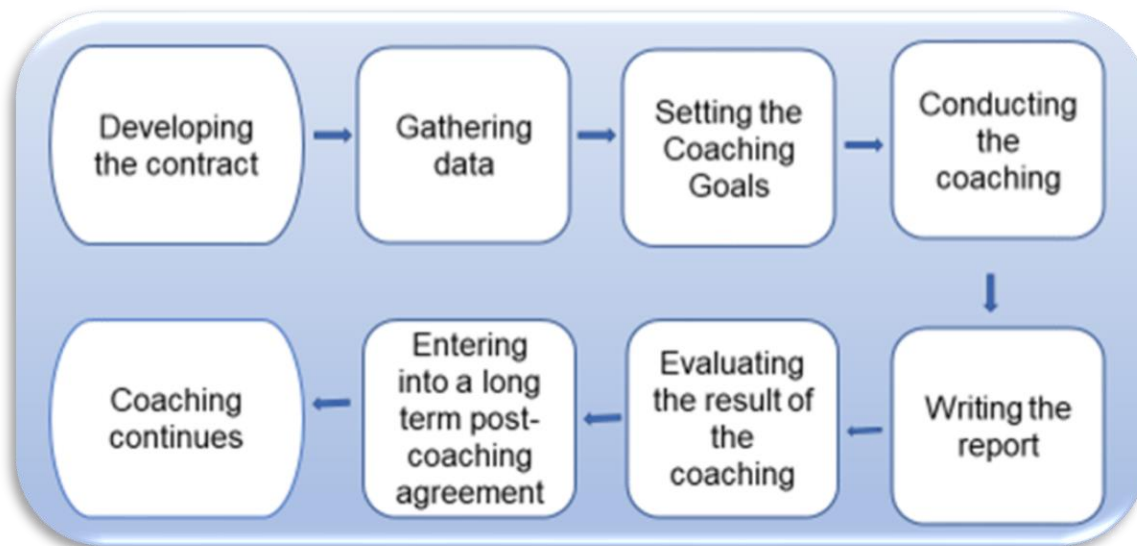 Developing
the contract
Gathering
data
Setting the
Coaching
Goals
Conducting
the
coaching
Writing the
report
Evaluating
the result of
the
coaching
Entering
into a long
term post-
coaching
agreement
Coaching
continues